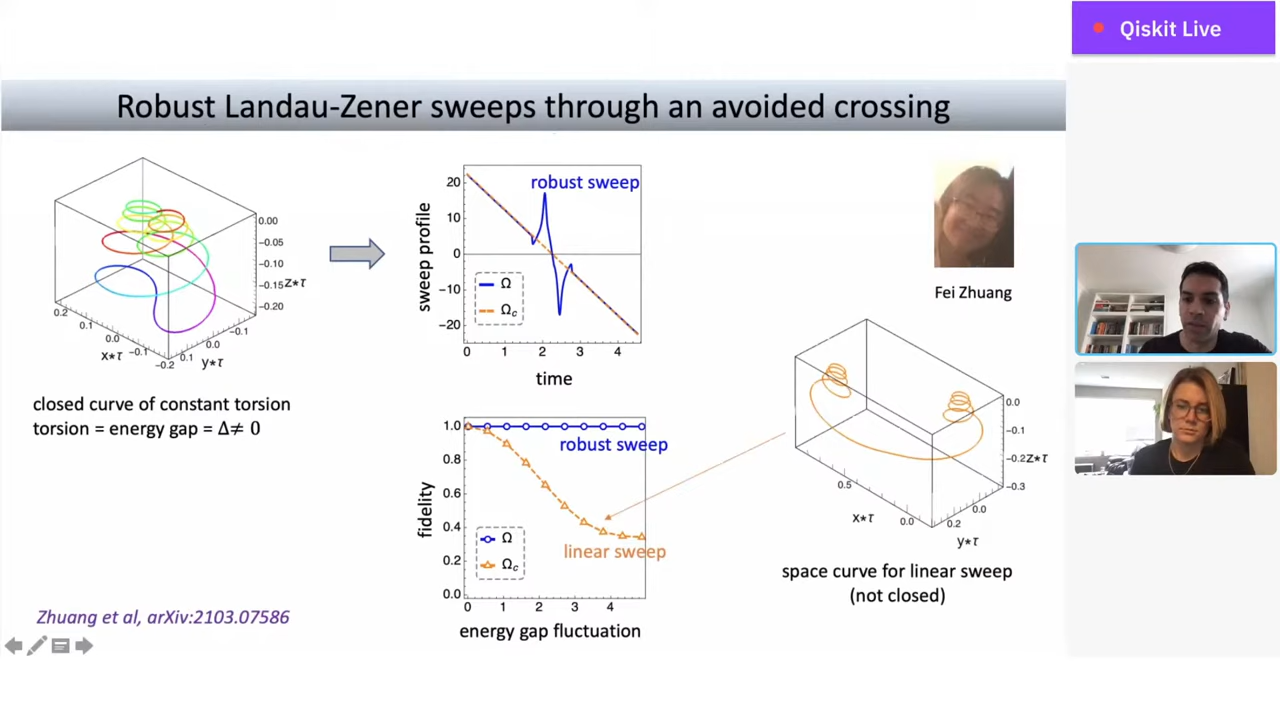 Qiskit Live
Robust Landau-Zener sweeps through an avoided crossing
0.00
-0.05
-0.10
-0.15
-0.20
z*τ
0.2
0.1
0.0
-0.1
-0.2
x*τ
0.1
0.0
-0.1
y*τ
closed curve of constant torsion
torsion = energy gap = Δ≠ 0
sweep profile
20
10
0
-10
-20
robust sweep
Ω
Ωc
0 1 2 3 4
time
fidelity
1.0
0.8
0.6
0.4
0.2
0.0
robust sweep
Ω
Ωc
linear sweep
0 1 2 3 4
energy gap fluctuation
Fei Zhuang
0.0
-0.1
-0.2
-0.3
z*τ
0.5
0.0
x*τ
0.2
0.0
y*τ
space curve for linear sweep
(not closed)
Zhuang et al, arXiv:2103.07586